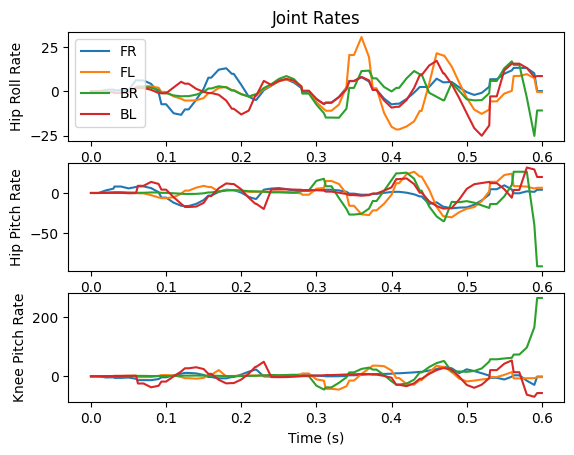 Joint Rates
Hip Roll Rate
25
0
−25
FR
FL
BR
BL
0.0 0.1 0.2 0.3 0.4 0.5 0.6
Hip Pitch Rate
0
−50
0.0 0.1 0.2 0.3 0.4 0.5 0.6
Knee Pitch Rate
200
0
0.0 0.1 0.2 0.3 0.4 0.5 0.6
Time (s)